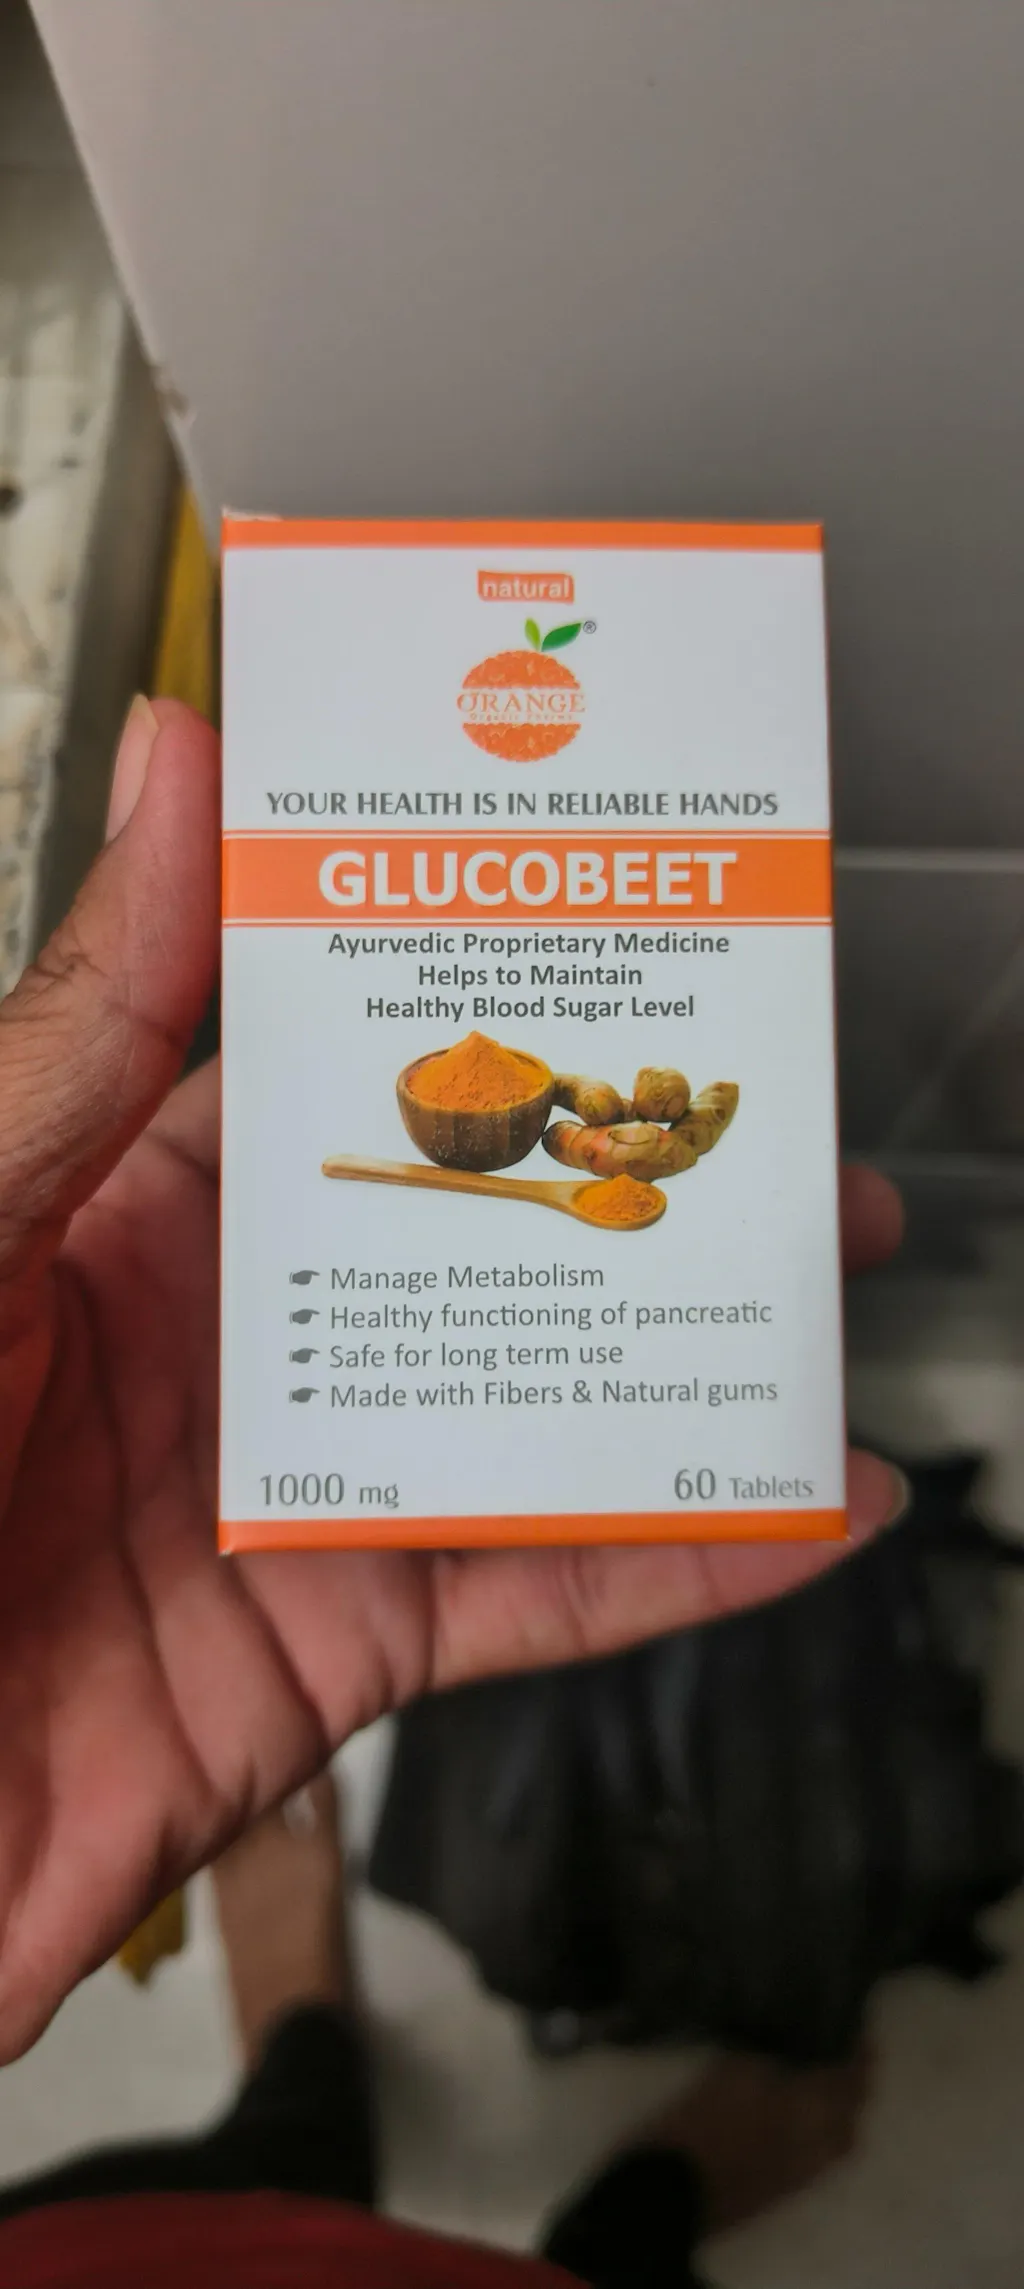 natural
®
ORANGE
Organic Pharma
YOUR HEALTH IS IN RELIABLE HANDS
GLUCOBEET
Ayurvedic Proprietary Medicine
Helps to Maintain
Healthy Blood Sugar Level
Manage Metabolism
Healthy functioning of pancreatic
Safe for long term use
Made with Fibers & Natural gums
1000 mg
60 Tablets